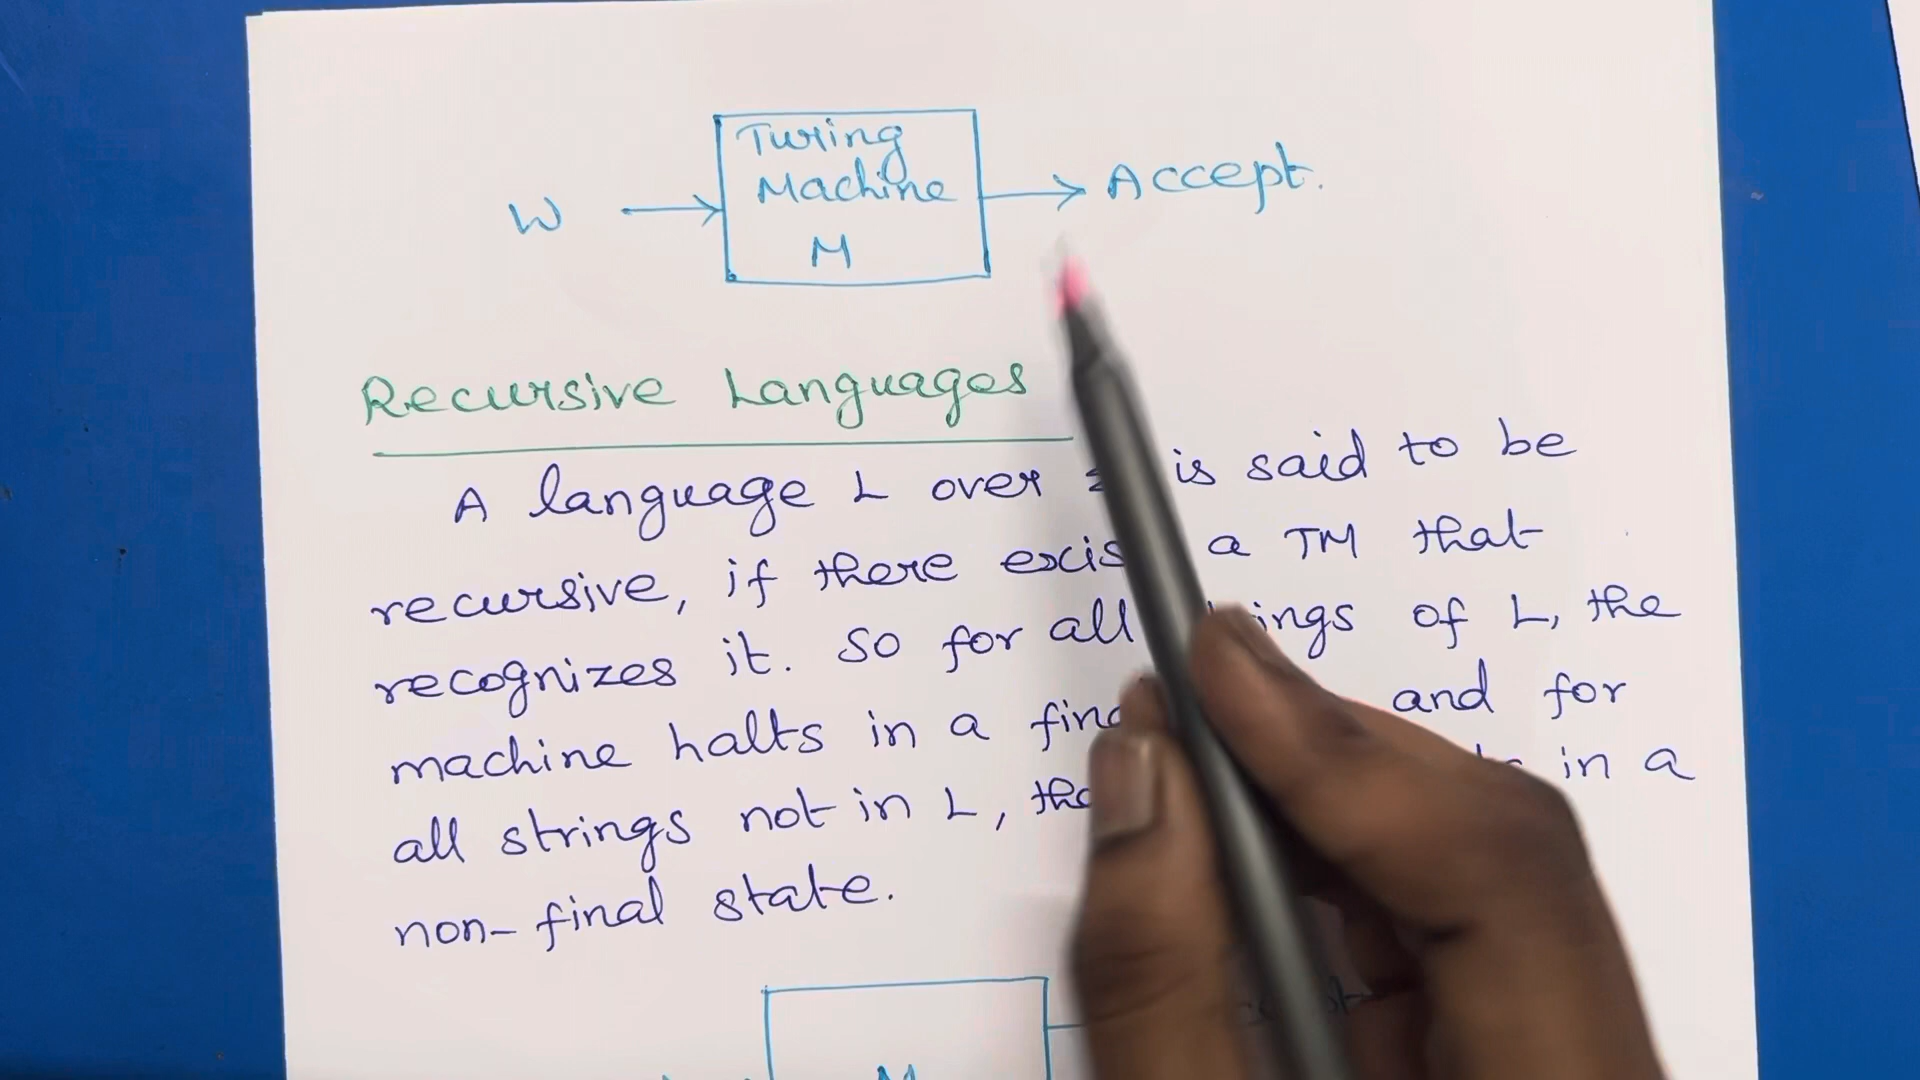 Turing
Machine
M
W
Accept.
Recursive Languages
A language L over is said to be
recursive, if there a TM that
recognizes it. So for all of L, the
machine halts in a and for
all strings not in L, in a
non-final state.
M